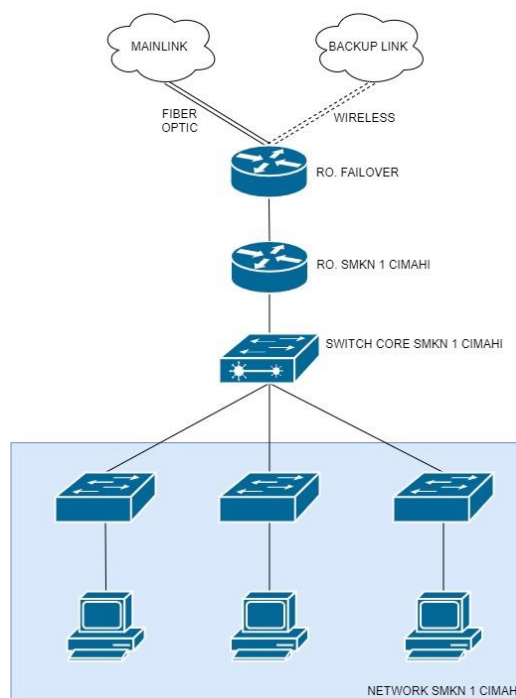 MAINLINK
BACKUP LINK
FIBER
OPTIC
WIRELESS
RO. FAILOVER
RO. SMKN 1 CIMAHI
SWITCH CORE SMKN 1 CIMAHI
NETWORK SMKN 1 CIMAHI